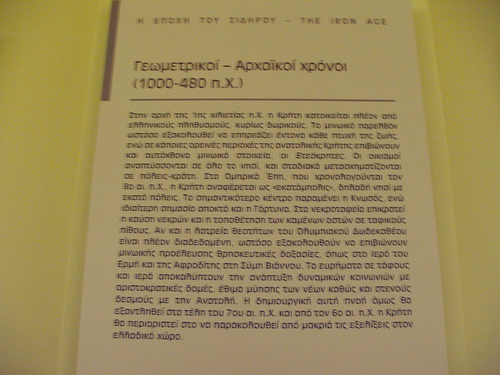 Η ΕΠΟΧΗ ΤΟΥ ΣΙΔΗΡΟΥ – THE IRON AGE
Γεωμετρικοί – Αρχαϊκοί χρόνοι
(1000-480 π.Χ.)
Στην αρχή της 1ης χιλιετίας π.Χ. η Κρήτη κατοικείται πλέον από
ελληνικούς πληθυσμούς, κυρίως δωρικούς. Το μινωικό παρελθόν
ωστόσο εξακολουθεί να επηρεάζει έντονα κάθε πτυχή της ζωής,
ενώ σε κάποιες ορεινές περιοχές της ανατολικής Κρήτης επιβιώνουν
και αυτόχθονα μινωικά στοιχεία, οι Ετεόκρητες. Οι οικισμοί
αναπτύσσονται σε όλο το νησί, και σταδιακά μετασχηματίζονται
σε πόλεις-κράτη. Στα Ομηρικά Έπη, που χρονολογούνται τον
8ο αι. π.Χ., η Κρήτη αναφέρεται ως «εκατόμπολις», δηλαδή νησί με
εκατό πόλεις. Το σημαντικότερο κέντρο παραμένει η Κνωσός, ενώ
ιδιαίτερη σημασία αποκτά και η Γόρτυνα. Στα νεκροταφεία επικρατεί
η καύση νεκρών και η τοποθέτηση των καμένων οστών σε ταφικούς
πίθους. Αν και η λατρεία θεοτήτων του Ολυμπιακού Δωδεκαθέου
είναι πλέον διαδεδομένη, ωστόσο εξακολουθούν να επιβιώνουν
μινωικής προέλευσης θρησκευτικές δοξασίες, όπως στο Ιερό του
Ερμή και της Αφροδίτης στη Σύμη Βιάννου. Τα ευρήματα σε τάφους
και ιερά αποκαλύπτουν την ανάπτυξη δυναμικών κοινωνιών με
αριστοκρατικές δομές, έθιμα μύησης των νέων καθώς και στενούς
δεσμούς με την Ανατολή. Η δημιουργική αυτή πνοή όμως θα
εξαντληθεί στα τέλη του 7ου αι. π.Χ. και από τον 6ο αι. π.Χ. η Κρήτη
θα περιοριστεί στο να παρακολουθεί από μακριά τις εξελίξεις στον
ελλαδικό χώρο.